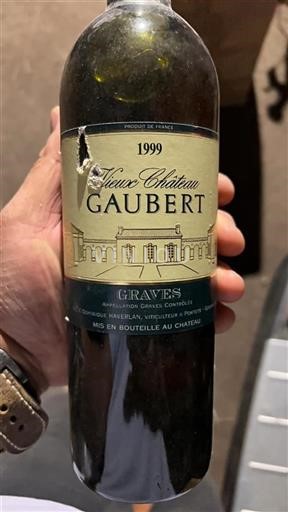 PRODUIT DE FRANCE
1999
Vieux Château
GAUBERT
GRAVES
APPELLATION GRAVES CONTRÔLÉE
DOMINIQUE HAVERLAN, VITICULTEUR À PORTETS
MIS EN BOUTEILLE AU CHATEAU